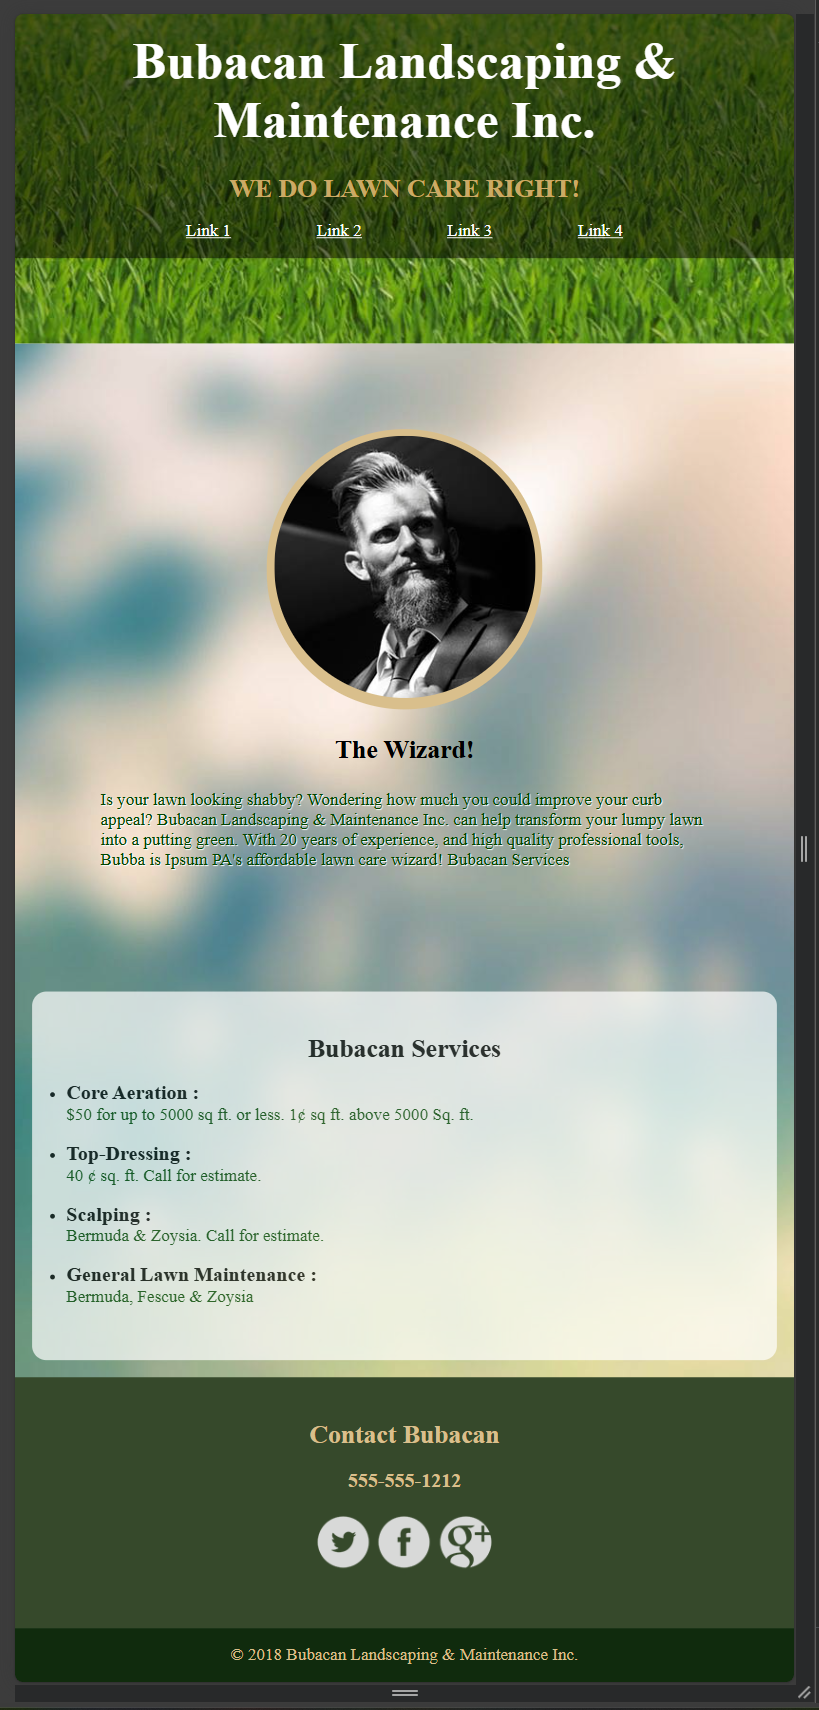 Bubacan Landscaping &
Maintenance Inc.
WE DO LAWN CARE RIGHT!
Link 1 Link 2 Link 3 Link 4
The Wizard!
Is your lawn looking shabby? Wondering how much you could improve your curb
appeal? Bubacan Landscaping & Maintenance Inc. can help transform your lumpy lawn
into a putting green. With 20 years of experience, and high quality professional tools,
Bubba is Ipsum PA's affordable lawn care wizard! Bubacan Services
Bubacan Services
• Core Aeration :
$50 for up to 5000 sq ft. or less. 1¢ sq ft. above 5000 Sq. ft.
• Top-Dressing :
40 ¢ sq. ft. Call for estimate.
• Scalping :
Bermuda & Zoysia. Call for estimate.
• General Lawn Maintenance :
Bermuda, Fescue & Zoysia
Contact Bubacan
555-555-1212
f g+
© 2018 Bubacan Landscaping & Maintenance Inc.